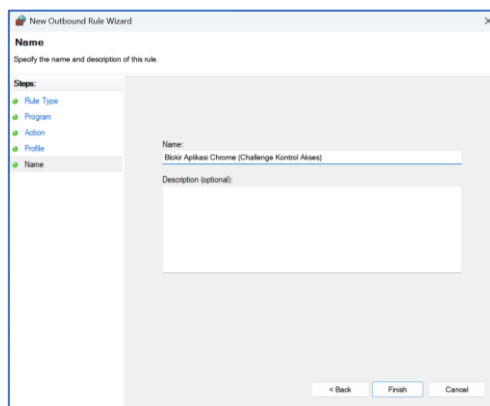 New Outbound Rule Wizard
Name
Specify the name and description of this rule.
Steps:
Rule Type
Program
Action
Profile
Name
Name:
Blokir Aplikasi Chrome (Challenge Kontrol Akses)
Description (optional):
< Back Finish Cancel